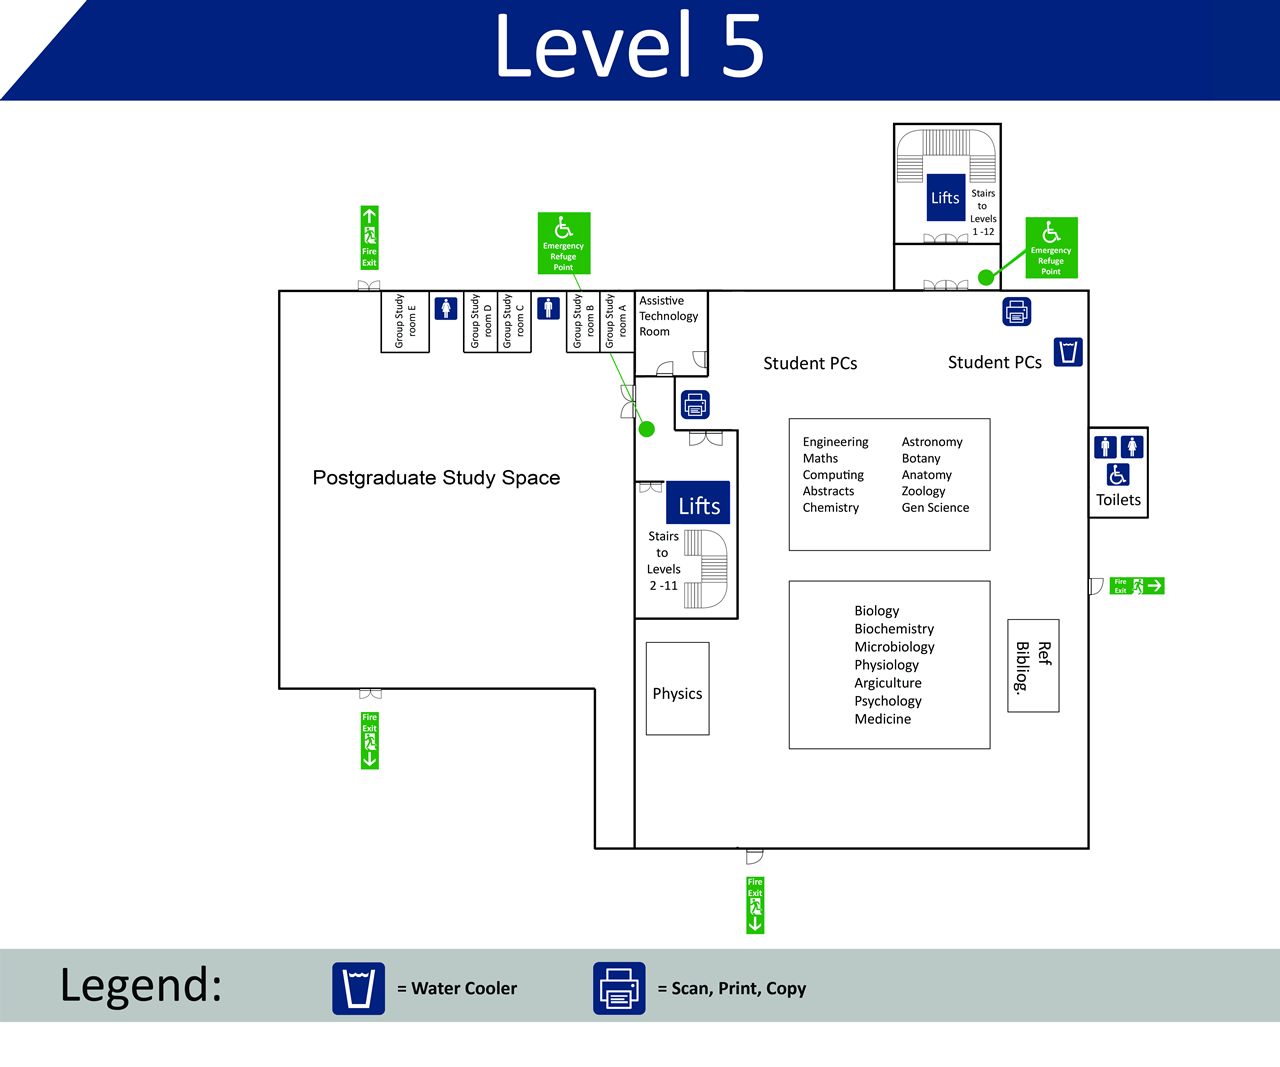 Level 5
Lifts
Stairs
to
Levels
1 -12
Emergency
Refuge
Point
Fire
Exit
Emergency
Refuge
Point
Group Study
room E
Group Study
room D
Group Study
room C
Group Study
room B
Group Study
room A
Assistive
Technology
Room
Student PCs
Student PCs
Engineering
Maths
Computing
Abstracts
Chemistry
Astronomy
Botany
Anatomy
Zoology
Gen Science
Toilets
Postgraduate Study Space
Lifts
Stairs
to
Levels
2 -11
Fire
Exit
Biology
Biochemistry
Microbiology
Physiology
Argiculture
Psychology
Medicine
Ref
Bibliog.
Physics
Fire
Exit
Fire
Exit
Legend:
= Water Cooler
= Scan, Print, Copy